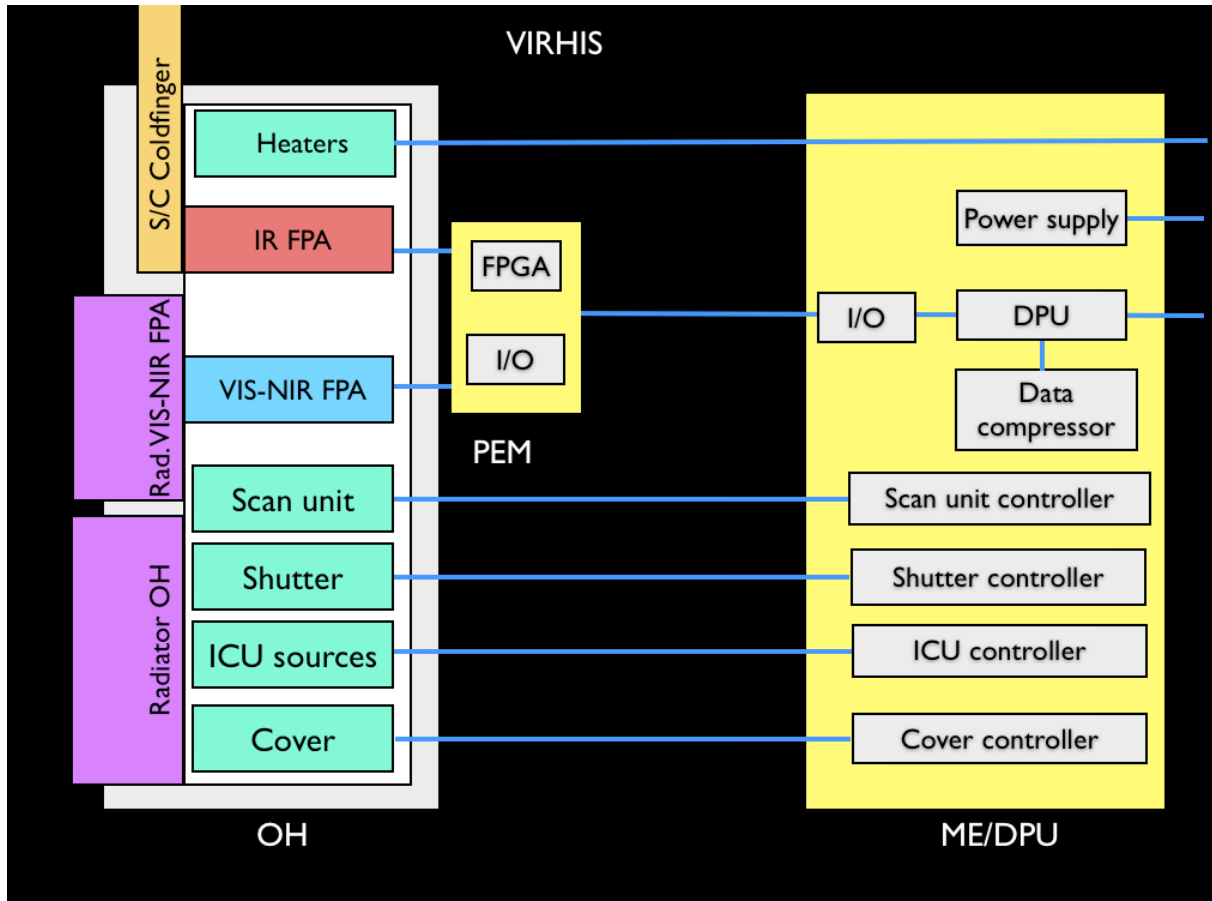 VIRHIS
S/C Coldfinger
Heaters
IR FPA
Rad.VIS-NIR FPA
VIS-NIR FPA
Radiator OH
Scan unit
Shutter
ICU sources
Cover
OH
FPGA
I/O
PEM
Power supply
I/O
DPU
Data
compressor
Scan unit controller
Shutter controller
ICU controller
Cover controller
ME/DPU